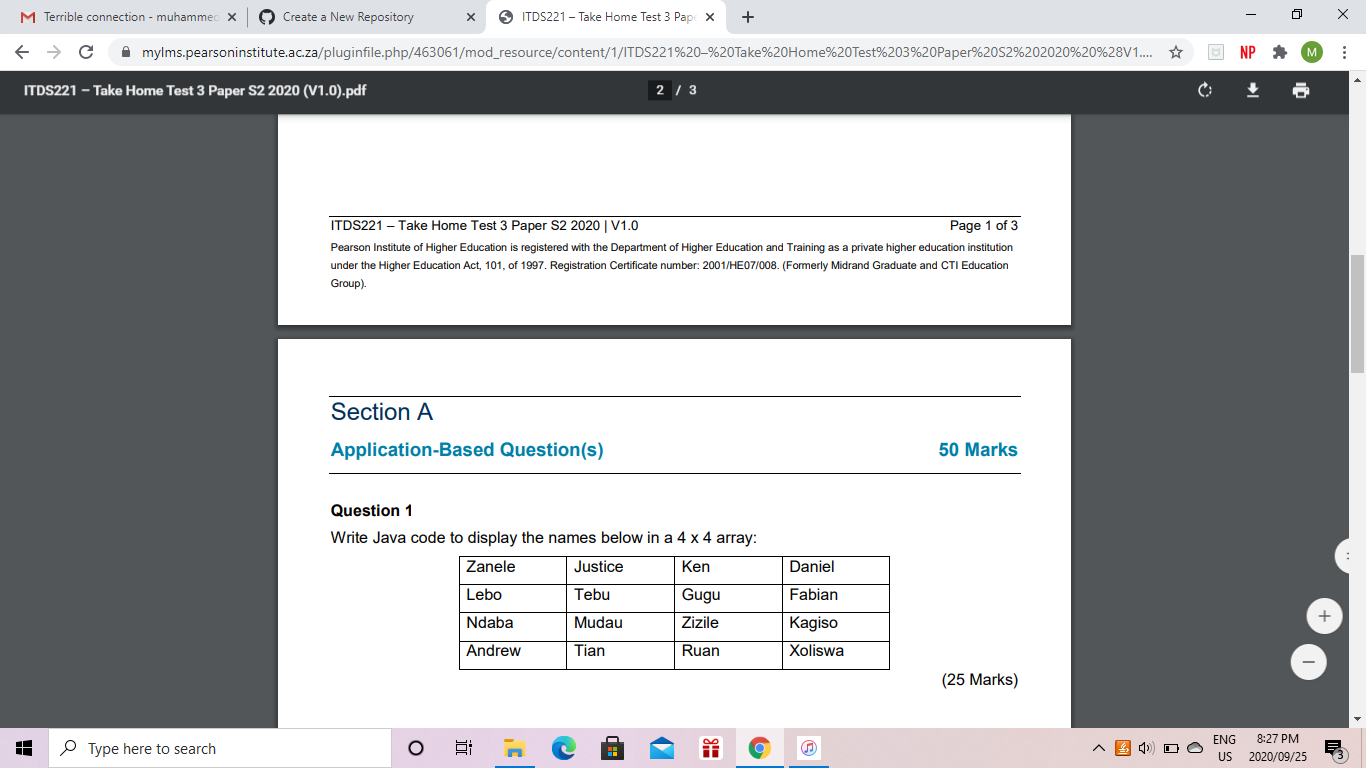 Terrible connection - muhammed
Create a New Repository
ITDS221 – Take Home Test 3 Pape
mylms.pearsoninstitute.ac.za/pluginfile.php/463061/mod_resource/content/1/ITDS221%20–%20Take%20Home%20Test%203%20Paper%20S2%202020%20%28V1....
NP
M
ITDS221 – Take Home Test 3 Paper S2 2020 (V1.0).pdf
2 / 3
ITDS221 – Take Home Test 3 Paper S2 2020 | V1.0 Page 1 of 3
Pearson Institute of Higher Education is registered with the Department of Higher Education and Training as a private higher education institution
under the Higher Education Act, 101, of 1997. Registration Certificate number: 2001/HE07/008. (Formerly Midrand Graduate and CTI Education
Group).
Section A
Application-Based Question(s) 50 Marks
Question 1
Write Java code to display the names below in a 4 x 4 array:
Zanele Justice Ken Daniel
Lebo Tebu Gugu Fabian
Ndaba Mudau Zizile Kagiso
Andrew Tian Ruan Xoliswa
(25 Marks)
Type here to search
ENG
US
8:27 PM
2020/09/25
3